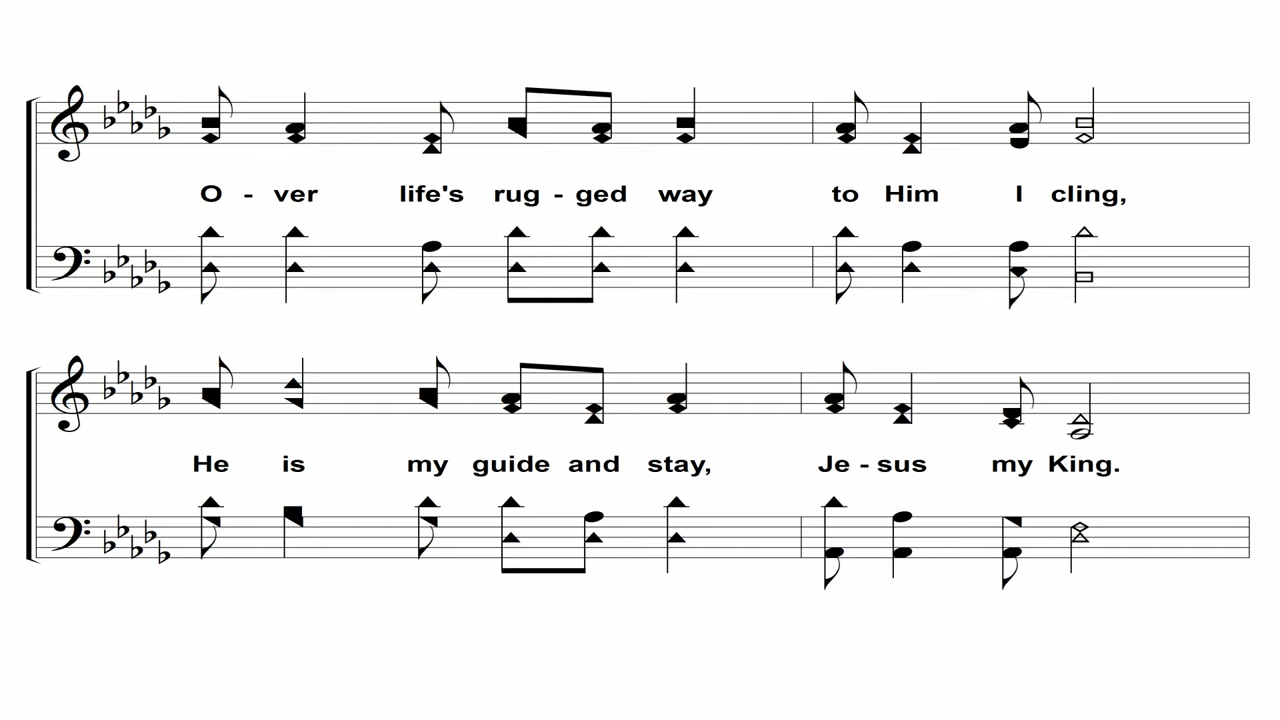 O - ver life's rug - ged way to Him I cling,
He is my guide and stay, Je - sus my King.